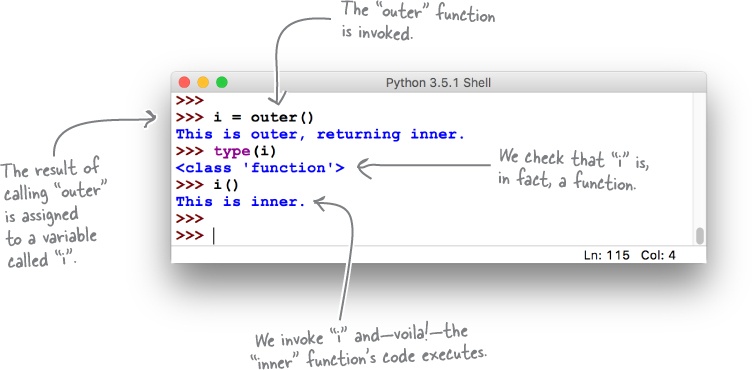 The “outer” function
is invoked.
Python 3.5.1 Shell
>>>
>>> i = outer()
This is outer, returning inner.
>>> type(i)
<class 'function'>
>>> i()
This is inner.
>>>
>>>
Ln: 115 Col: 4
The result of
calling “outer”
is assigned
to a variable
called “i”.
We check that “i” is,
in fact, a function.
We invoke “i” and—voila!—the
“inner” function’s code executes.